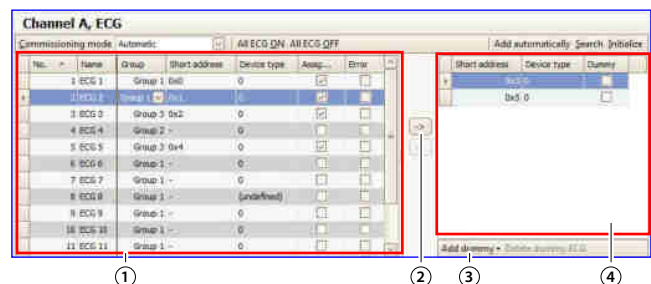 Channel A, ECG
Commissioning mode Automatic All ECG ON All ECG OFF Add automatically Search Initialize
No. Name Group Short address Device type Assig... Error Short address Device type Dummy
1 ECG 1 Group 1 0x0 0
2 ECG 2 Group 1 0x1 0
3 ECG 3 Group 3 0x2 0
4 ECG 4 Group 2 - 0
5 ECG 5 Group 3 0x4 0
6 ECG 6 Group 1 - 0
7 ECG 7 Group 1 - 0
8 ECG 8 Group 1 - (undefined)
9 ECG 9 Group 1 - 0
10 ECG 10 Group 1 - 0
11 ECG 11 Group 1 - 0
0x5 0
->
Add dummy Delete dummy ECG
1 2 3 4